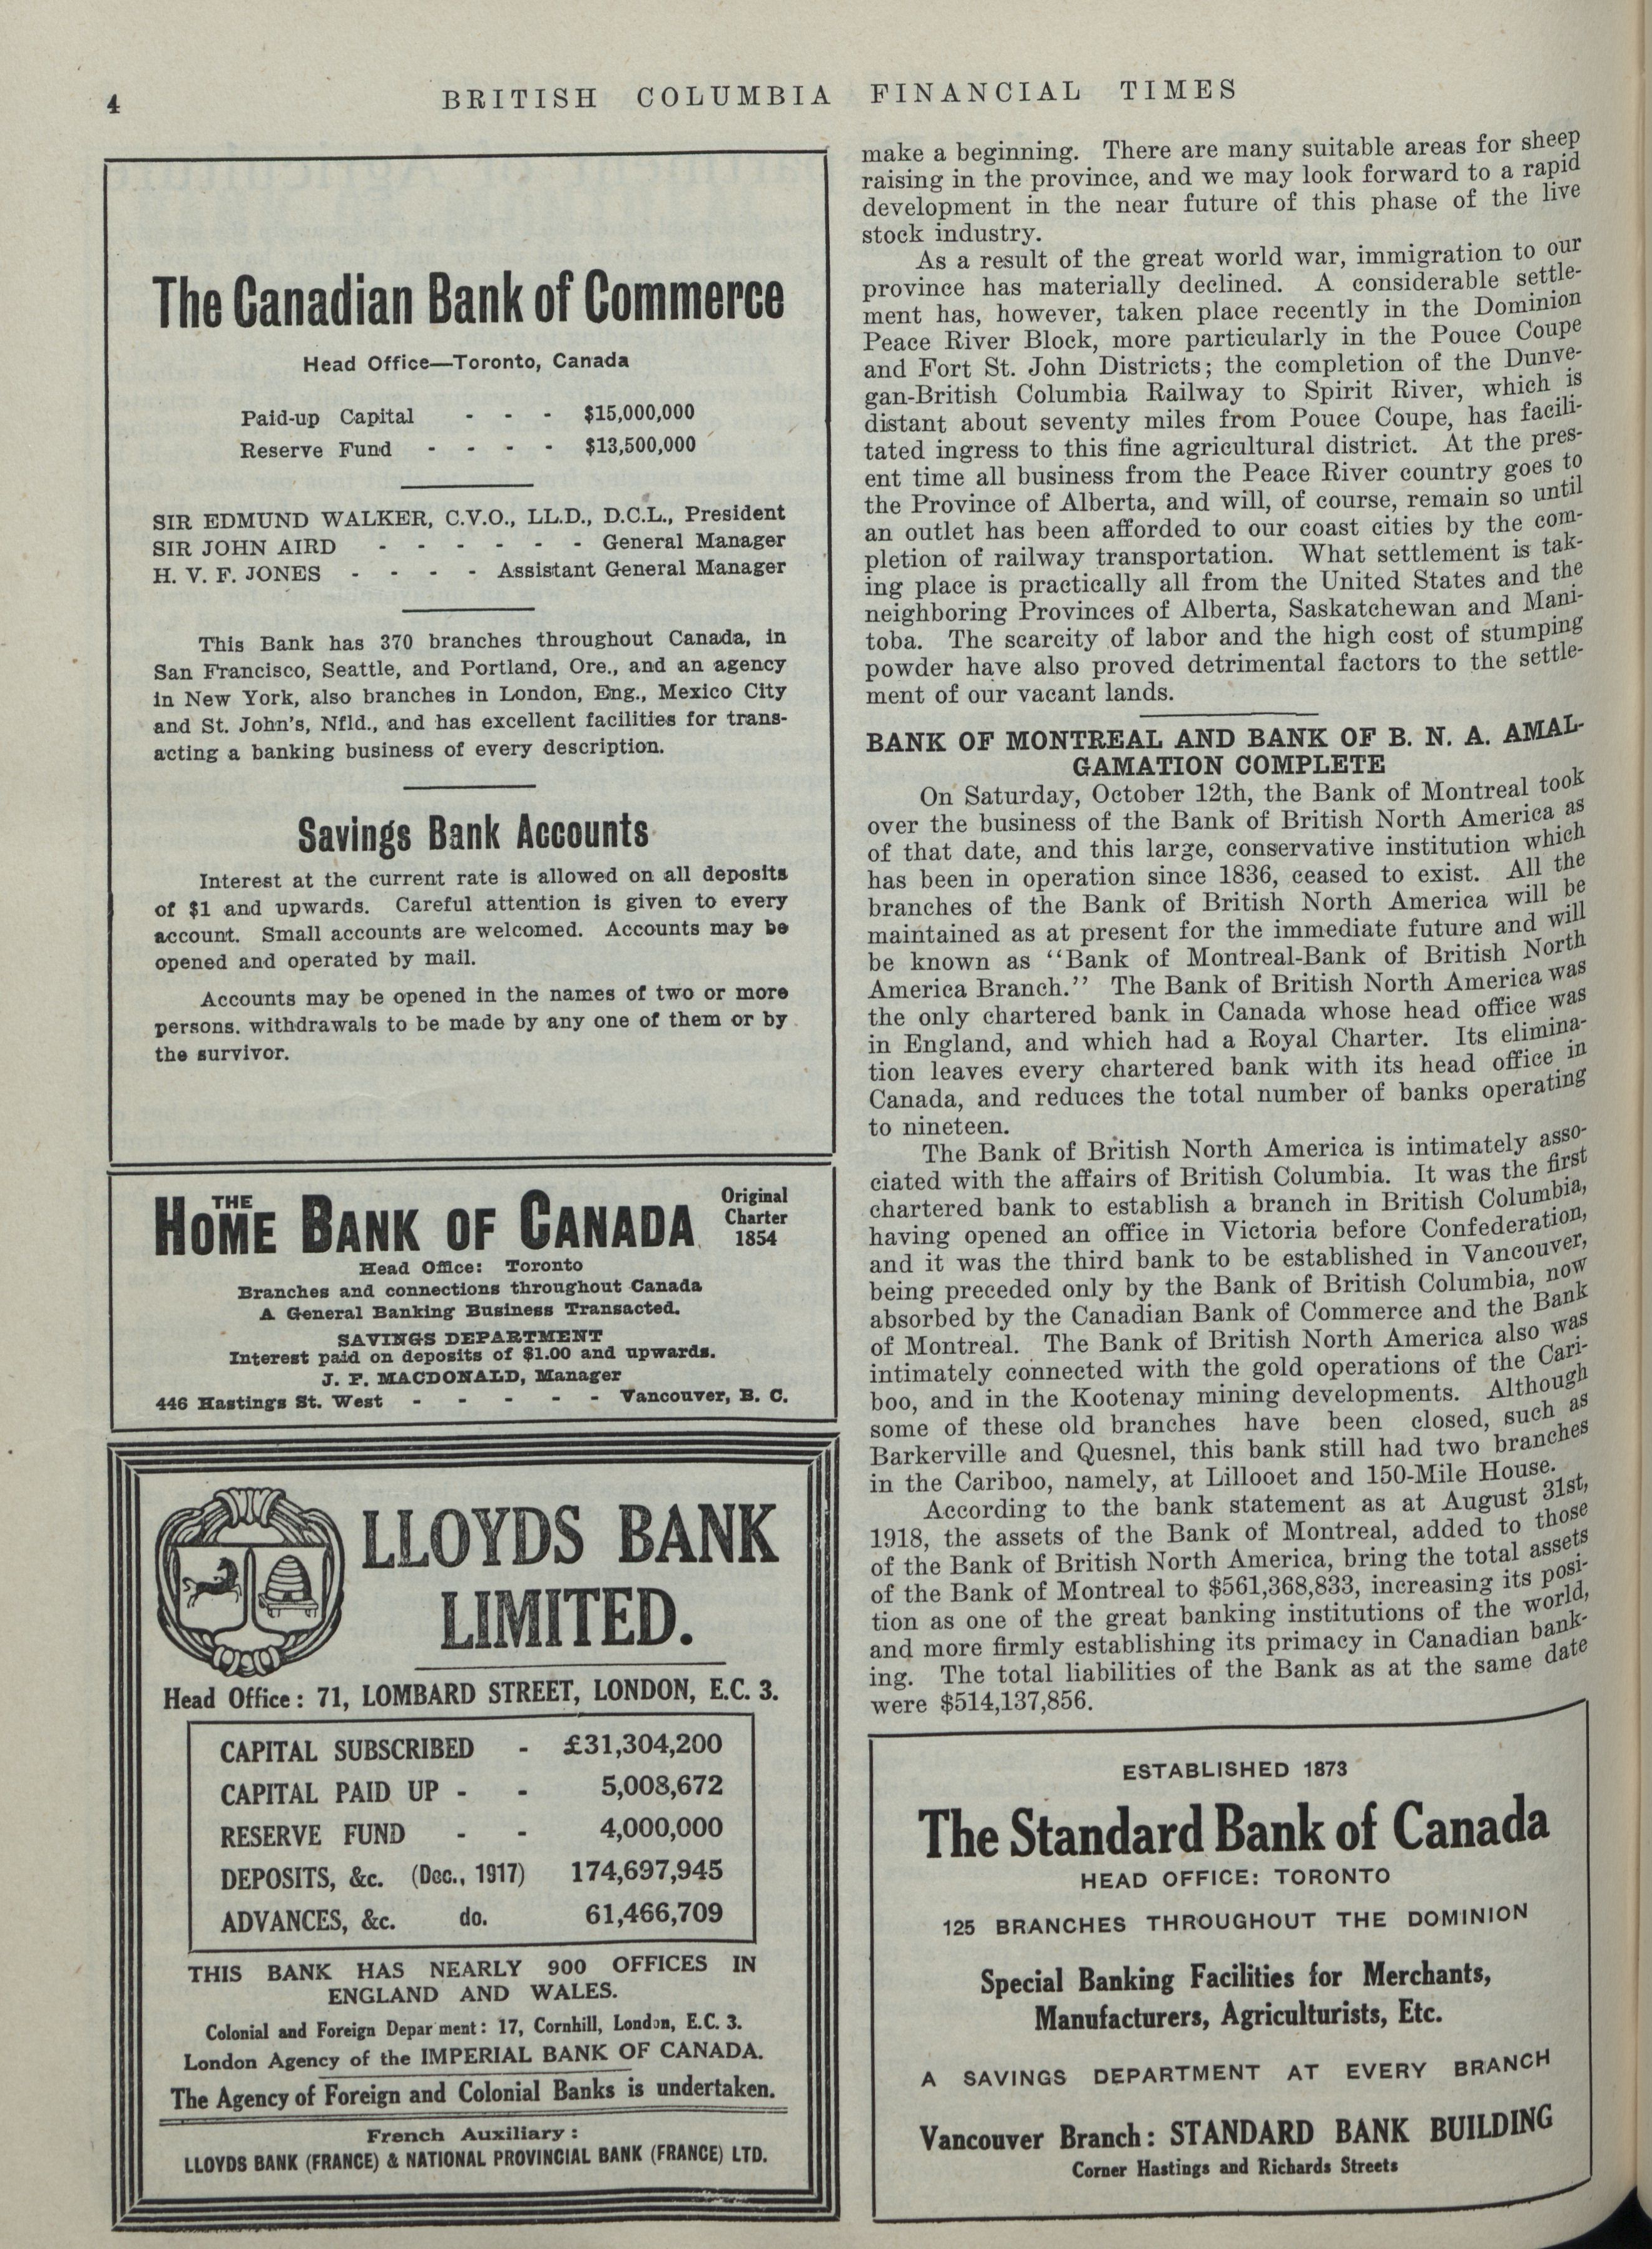 4
BRITISH COLUMBIA FINANCIAL TIMES
The Canadian Bank of Commerce
Head Office—Toronto, Canada
Paid-up Capital - - - $15,000,000
Reserve Fund - - - - $13,500,000
SIR EDMUND WALKER, C.V.O., LL.D., D.C.L., President
SIR JOHN AIRD - - - - - - General Manager
H. V. F. JONES - - - - Assistant General Manager
This Bank has 370 branches throughout Canada, in
San Francisco, Seattle, and Portland, Ore., and an agency
in New York, also branches in London, Eng., Mexico City
and St. John's, Nfld., and has excellent facilities for trans-
acting a banking business of every description.
Savings Bank Accounts
Interest at the current rate is allowed on all deposits
of $1 and upwards. Careful attention is given to every
account. Small accounts are welcomed. Accounts may be
opened and operated by mail.
Accounts may be opened in the names of two or more
persons. withdrawals to be made by any one of them or by
the survivor.
THE
HOME BANK OF CANADA
Original
Charter
1854
Head Office: Toronto
Branches and connections throughout Canada
A General Banking Business Transacted.
SAVINGS DEPARTMENT
Interest paid on deposits of $1.00 and upwards.
J. F. MACDONALD, Manager
446 Hastings St. West - - - - - Vancouver, B. C.
LLOYDS BANK
LIMITED.
Head Office: 71, LOMBARD STREET, LONDON, E.C. 3.
CAPITAL SUBSCRIBED - £31,304,200
CAPITAL PAID UP - - 5,008,672
RESERVE FUND - - 4,000,000
DEPOSITS, &c. (Dec., 1917) 174,697,945
ADVANCES, &c. do. 61,466,709
THIS BANK HAS NEARLY 900 OFFICES IN
ENGLAND AND WALES.
Colonial and Foreign Depar ment: 17, Cornhill, London, E.C. 3.
London Agency of the IMPERIAL BANK OF CANADA.
The Agency of Foreign and Colonial Banks is undertaken.
French Auxiliary:
LLOYDS BANK (FRANCE) & NATIONAL PROVINCIAL BANK (FRANCE) LTD.
make a beginning. There are many suitable areas for sheep
raising in the province, and we may look forward to a rapid
development in the near future of this phase of the live
stock industry.
As a result of the great world war, immigration to our
province has materially declined. A considerable settle-
ment has, however, taken place recently in the Dominion
Peace River Block, more particularly in the Pouce Coupe
and Fort St. John Districts; the completion of the Dunve-
gan-British Columbia Railway to Spirit River, which is
distant about seventy miles from Pouce Coupe, has facili-
tated ingress to this fine agricultural district. At the pres-
ent time all business from the Peace River country goes to
the Province of Alberta, and will, of course, remain so until
an outlet has been afforded to our coast cities by the com-
pletion of railway transportation. What settlement is tak-
ing place is practically all from the United States and the
neighboring Provinces of Alberta, Saskatchewan and Mani-
toba. The scarcity of labor and the high cost of stumping
powder have also proved detrimental factors to the settle-
ment of our vacant lands.
BANK OF MONTREAL AND BANK OF B. N. A. AMAL-
GAMATION COMPLETE
On Saturday, October 12th, the Bank of Montreal took
over the business of the Bank of British North America as
of that date, and this large, conservative institution which
has been in operation since 1836, ceased to exist. All the
branches of the Bank of British North America will be
maintained as at present for the immediate future and will
be known as "Bank of Montreal-Bank of British North
America Branch." The Bank of British North America was
the only chartered bank in Canada whose head office was
in England, and which had a Royal Charter. Its elimina-
tion leaves every chartered bank with its head office in
Canada, and reduces the total number of banks operating
to nineteen.
The Bank of British North America is intimately asso-
ciated with the affairs of British Columbia. It was the first
chartered bank to establish a branch in British Columbia,
having opened an office in Victoria before Confederation,
and it was the third bank to be established in Vancouver,
being preceded only by the Bank of British Columbia, now
absorbed by the Canadian Bank of Commerce and the Bank
of Montreal. The Bank of British North America also was
intimately connected with the gold operations of the Cari-
boo, and in the Kootenay mining developments. Although
some of these old branches have been closed, such as
Barkerville and Quesnel, this bank still had two branches
in the Cariboo, namely, at Lillooet and 150-Mile House.
According to the bank statement as at August 31st,
1918, the assets of the Bank of Montreal, added to those
of the Bank of British North America, bring the total assets
of the Bank of Montreal to $561,368,833, increasing its posi-
tion as one of the great banking institutions of the world,
and more firmly establishing its primacy in Canadian bank-
ing. The total liabilities of the Bank as at the same date
were $514,137,856.
ESTABLISHED 1873
The Standard Bank of Canada
HEAD OFFICE: TORONTO
125 BRANCHES THROUGHOUT THE DOMINION
Special Banking Facilities for Merchants,
Manufacturers, Agriculturists, Etc.
A SAVINGS DEPARTMENT AT EVERY BRANCH
Vancouver Branch: STANDARD BANK BUILDING
Corner Hastings and Richards Streets